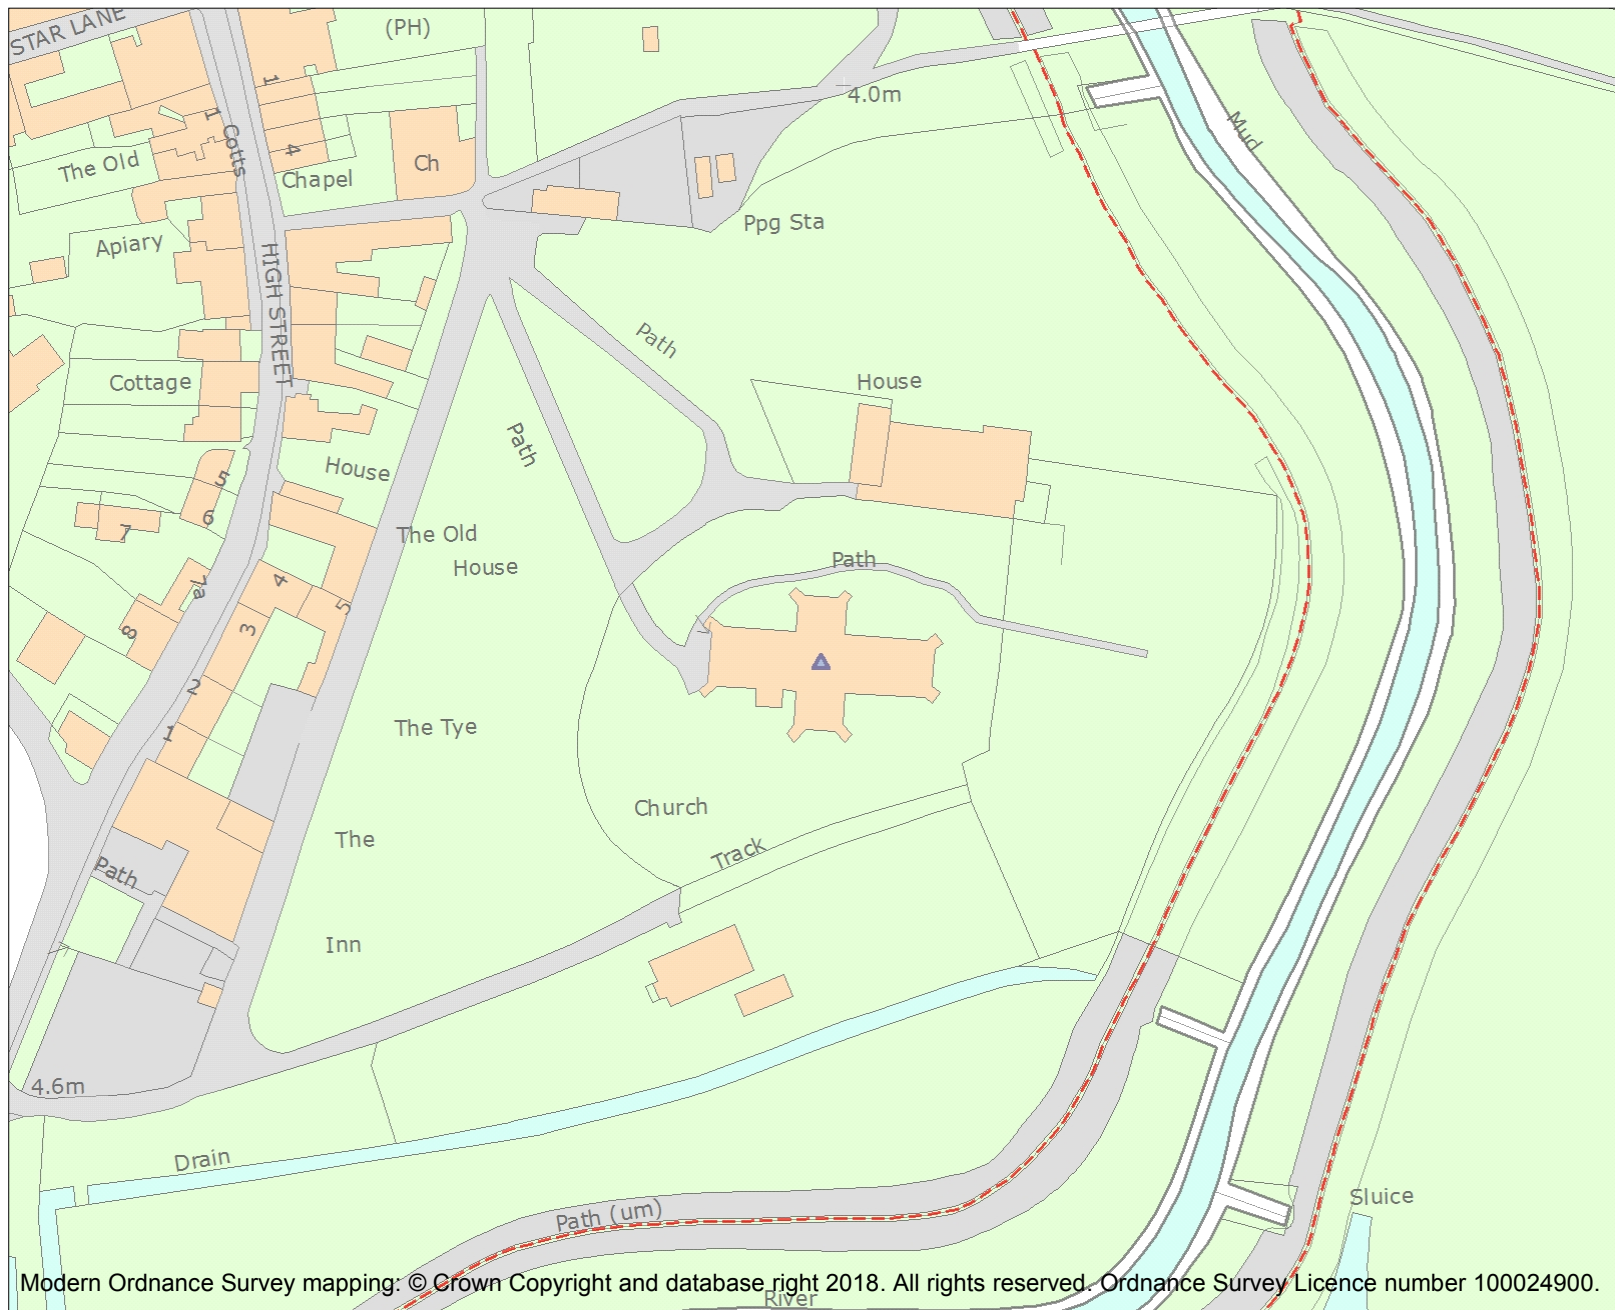 STAR LANE
(PH)
1
1
Cotts
4
4.0m
Mud
The Old
Chapel
Ch
Apiary
Ppg Sta
HIGH STREET
Path
Cottage
House
Path
House
5
6
7
The Old
House
Path
4
5
1a
3
8
2
1
The Tye
Church
The
Track
Path
Inn
4.6m
Drain
Path (um)
Sluice
River
Modern Ordnance Survey mapping: © Crown Copyright and database right 2018. All rights reserved. Ordnance Survey Licence number 100024900.